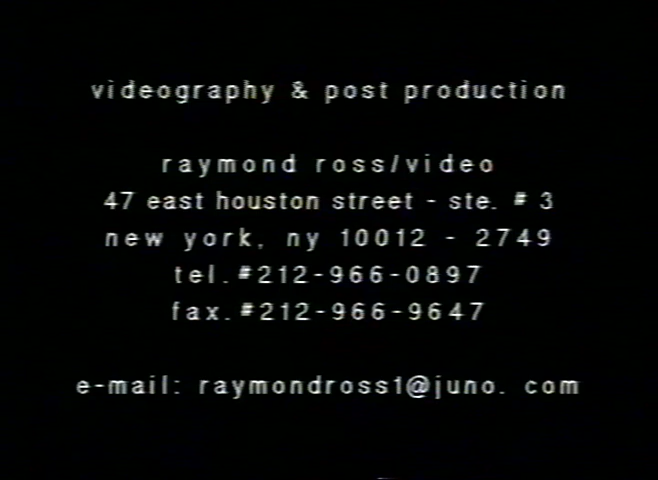 videography & post production
raymond ross/video
47 east houston street - ste. # 3
new york, ny 10012 - 2749
tel.#212-966-0897
fax.#212-966-9647
e-mail: raymondross1@juno. com